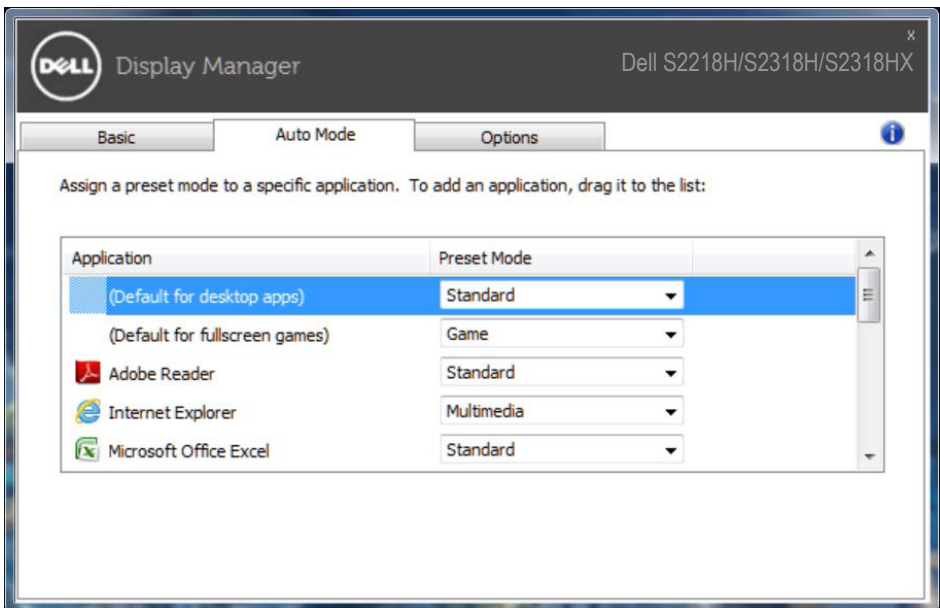 x
DELL Display Manager Dell S2218H/S2318H/S2318HX
Basic Auto Mode Options
Assign a preset mode to a specific application. To add an application, drag it to the list:
Application Preset Mode
(Default for desktop apps) Standard
(Default for fullscreen games) Game
Adobe Reader Standard
Internet Explorer Multimedia
Microsoft Office Excel Standard